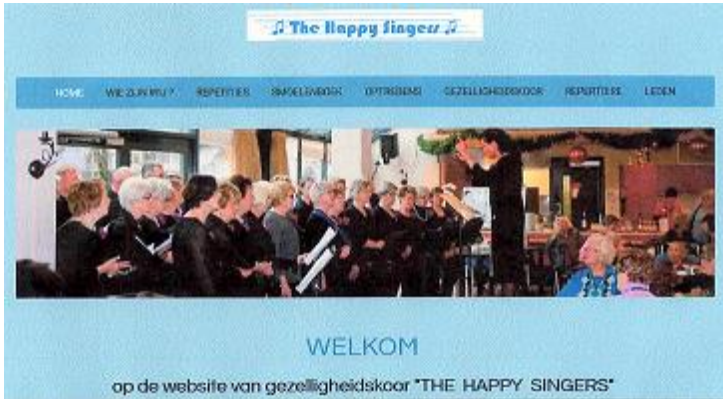 The Happy Singers
HOME WIE ZIJN WIJ ? REPETITIES SMOELENBOEK OPTREDENS GEZELLIGHEIDSKOOR REPERTOIRE LEDEN
WELKOM
op de website van gezelligheidskoor "THE HAPPY SINGERS"